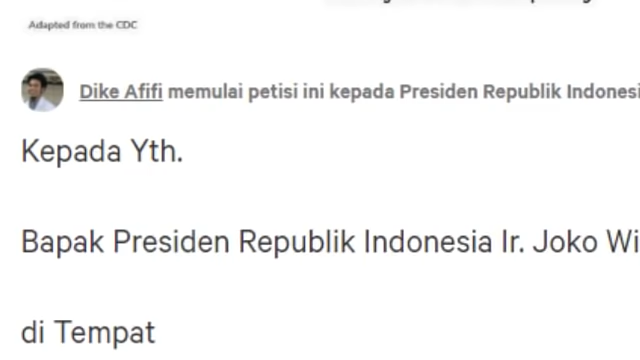 Adapted from the CDC
Dike Afifi memulai petisi ini kepada Presiden Republik Indonesi
Kepada Yth.
Bapak Presiden Republik Indonesia Ir. Joko Wi
di Tempat